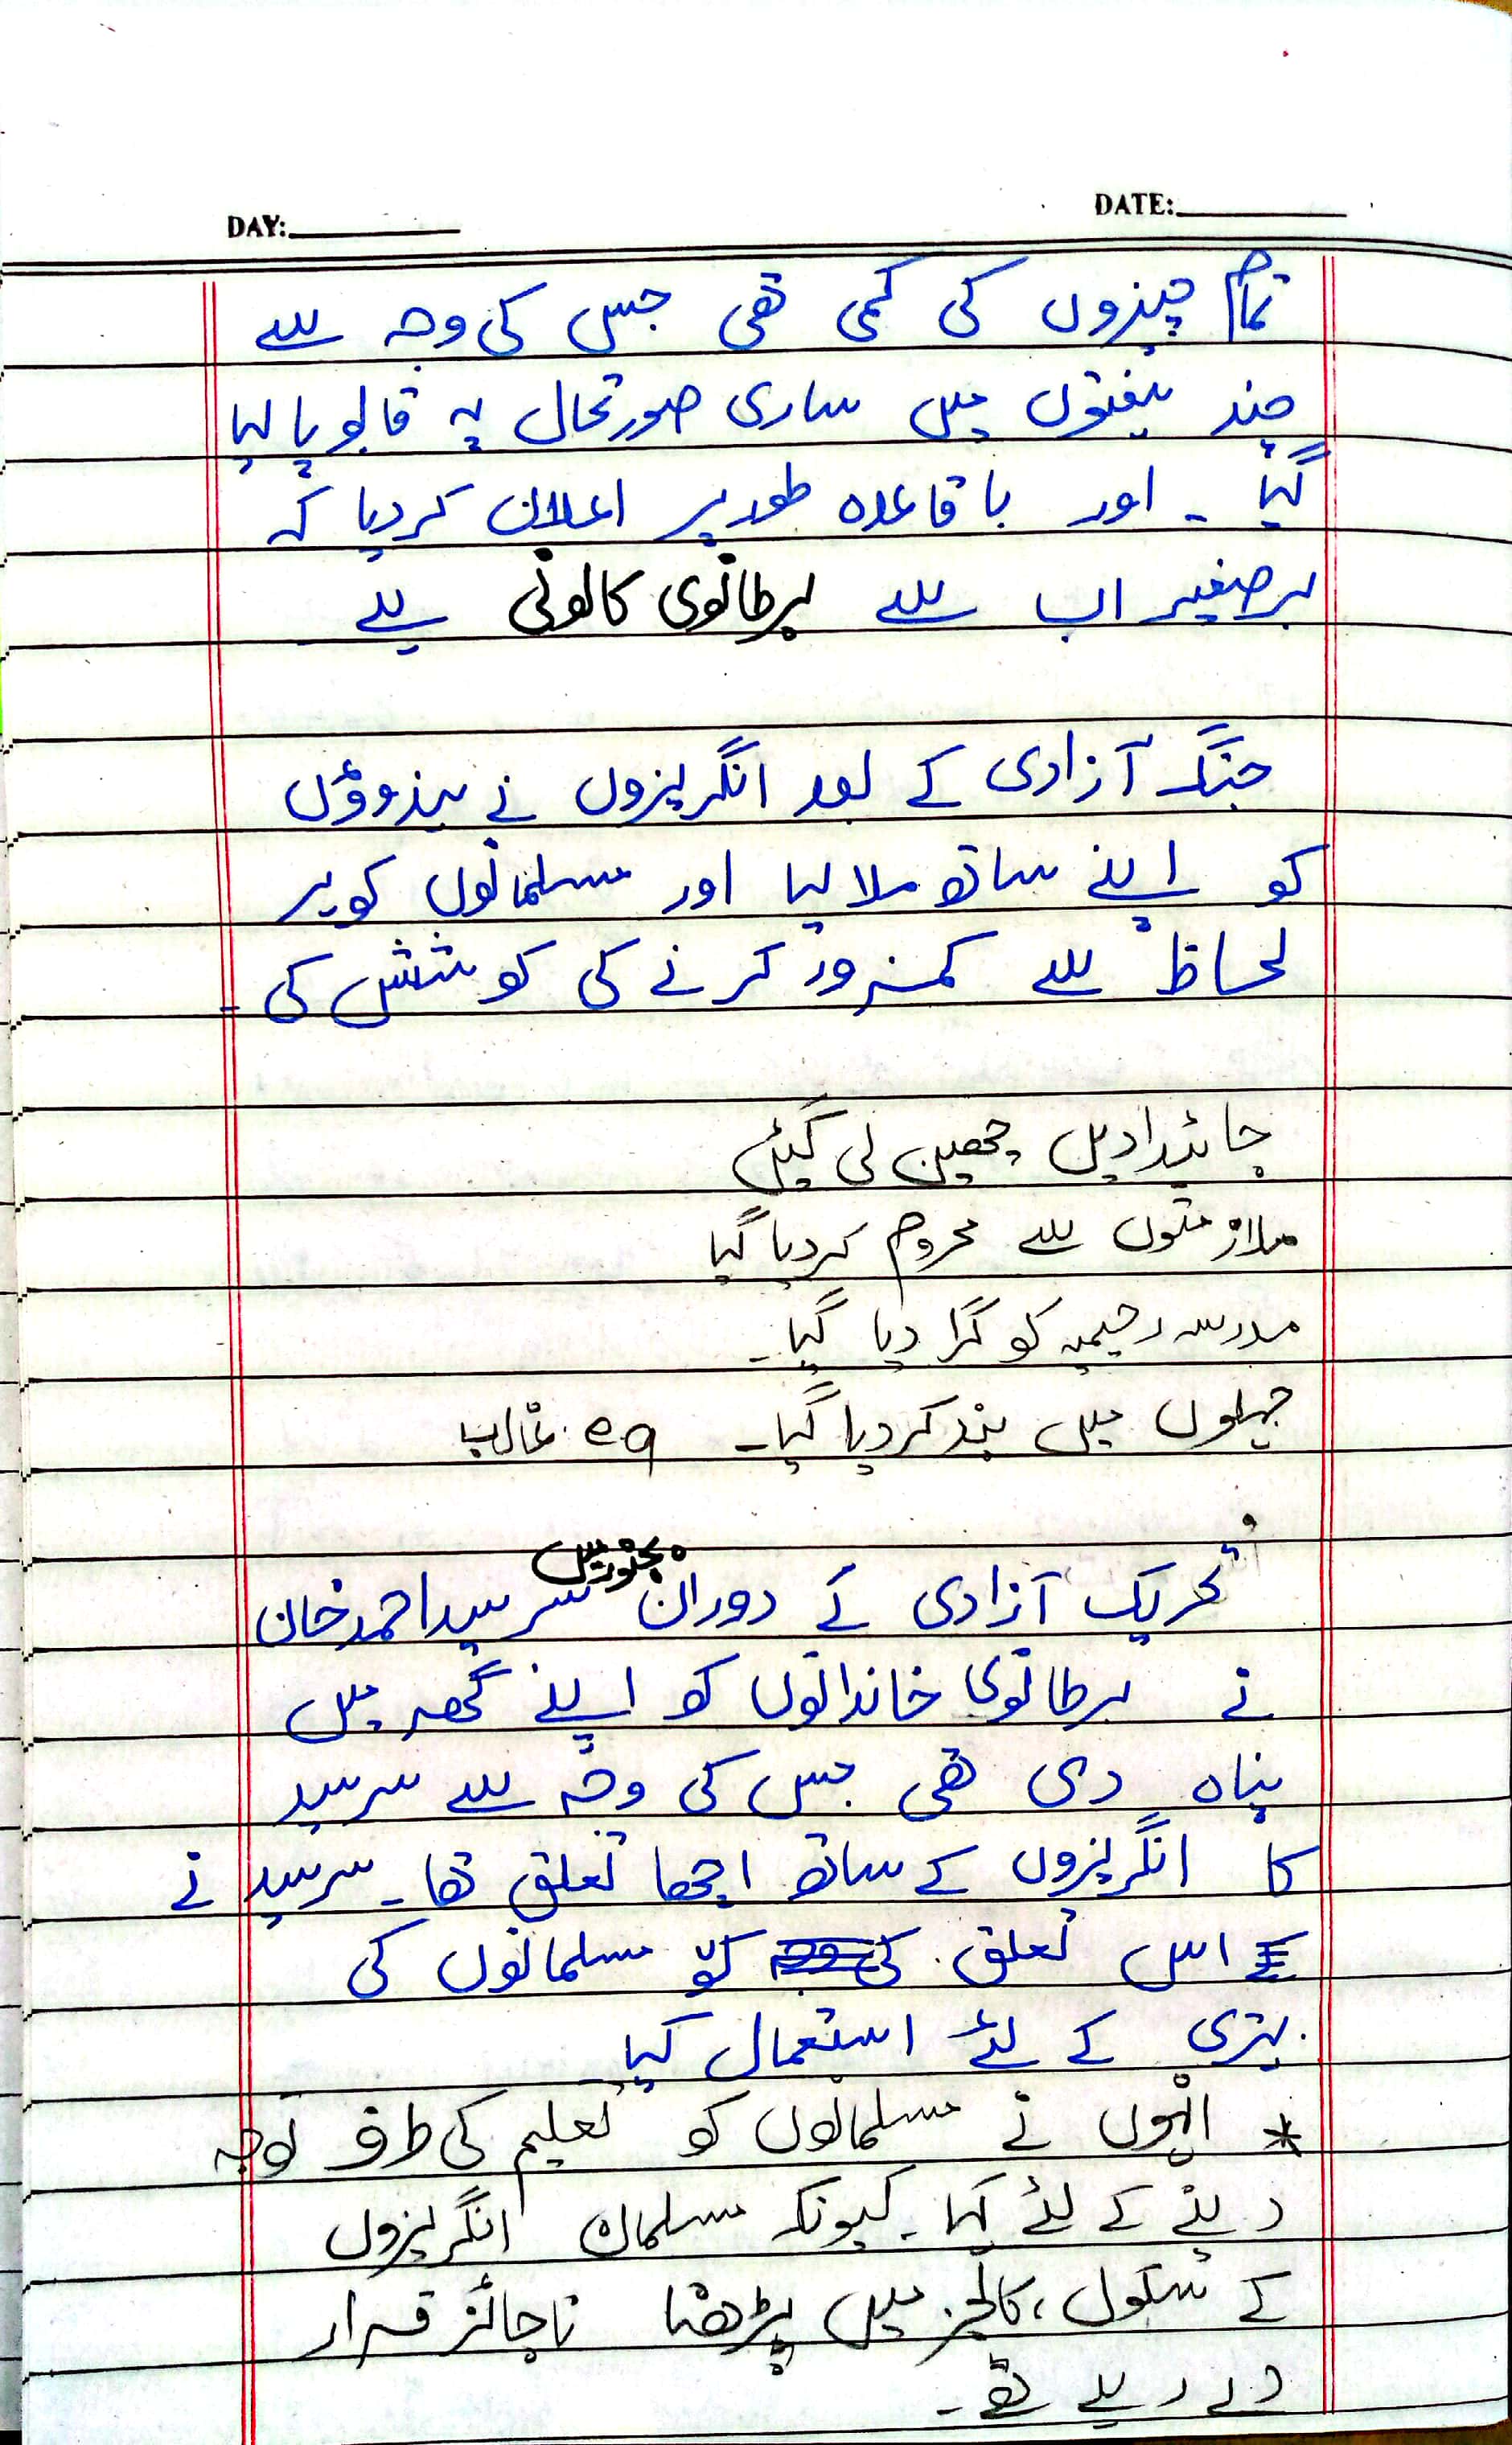 DAY:
DATE:
تمام چیزوں کی کمی تھی جس کی وجہ سے
چند ہفتوں میں ساری صورتحال پہ قابو پا لیا
گیا ۔ اور باقاعدہ طور پر اعلان کر دیا کہ
برصغیر اب سے برطانوی کالونی ہے
جنگ آزادی کے بعد انگریزوں نے ہندوؤں
کو اپنے ساتھ ملا لیا اور مسلمانوں کو ہر
لحاظ سے کمزور کرنے کی کوشش کی ۔
جائیدادیں چھین لی گئیں
ملازمتوں سے محروم کر دیا گیا
مدرسہ رحیمیہ کو گرا دیا گیا ۔
جیلوں میں بند کر دیا گیا ۔ eg. غالب
بجنور میں
تحریک آزادی کے دوران سر سید احمد خان
نے برطانوی خاندانوں کو اپنے گھر میں
پناہ دی تھی جس کی وجہ سے سر سید
کا انگریزوں کے ساتھ اچھا تعلق تھا ۔ سر سید نے
اس تعلق کو مسلمانوں کی
بہتری کے لئے استعمال کیا
* انہوں نے مسلمانوں کو تعلیم کی طرف توجہ
دینے کے لئے کہا ۔ کیونکہ مسلمان انگریزوں
کے سکول، کالجز میں پڑھنا ناجائز قرار
دے رہے تھے ۔